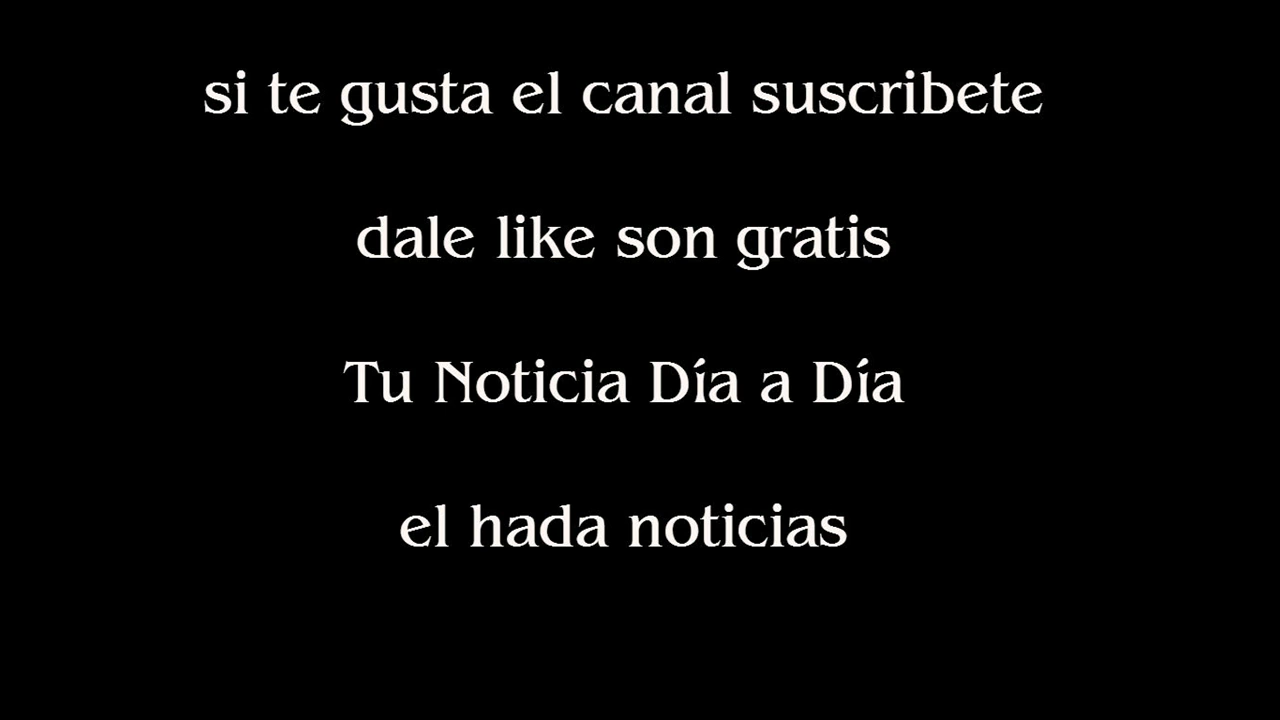 si te gusta el canal suscribete
dale like son gratis
Tu Noticia Día a Día
el hada noticias